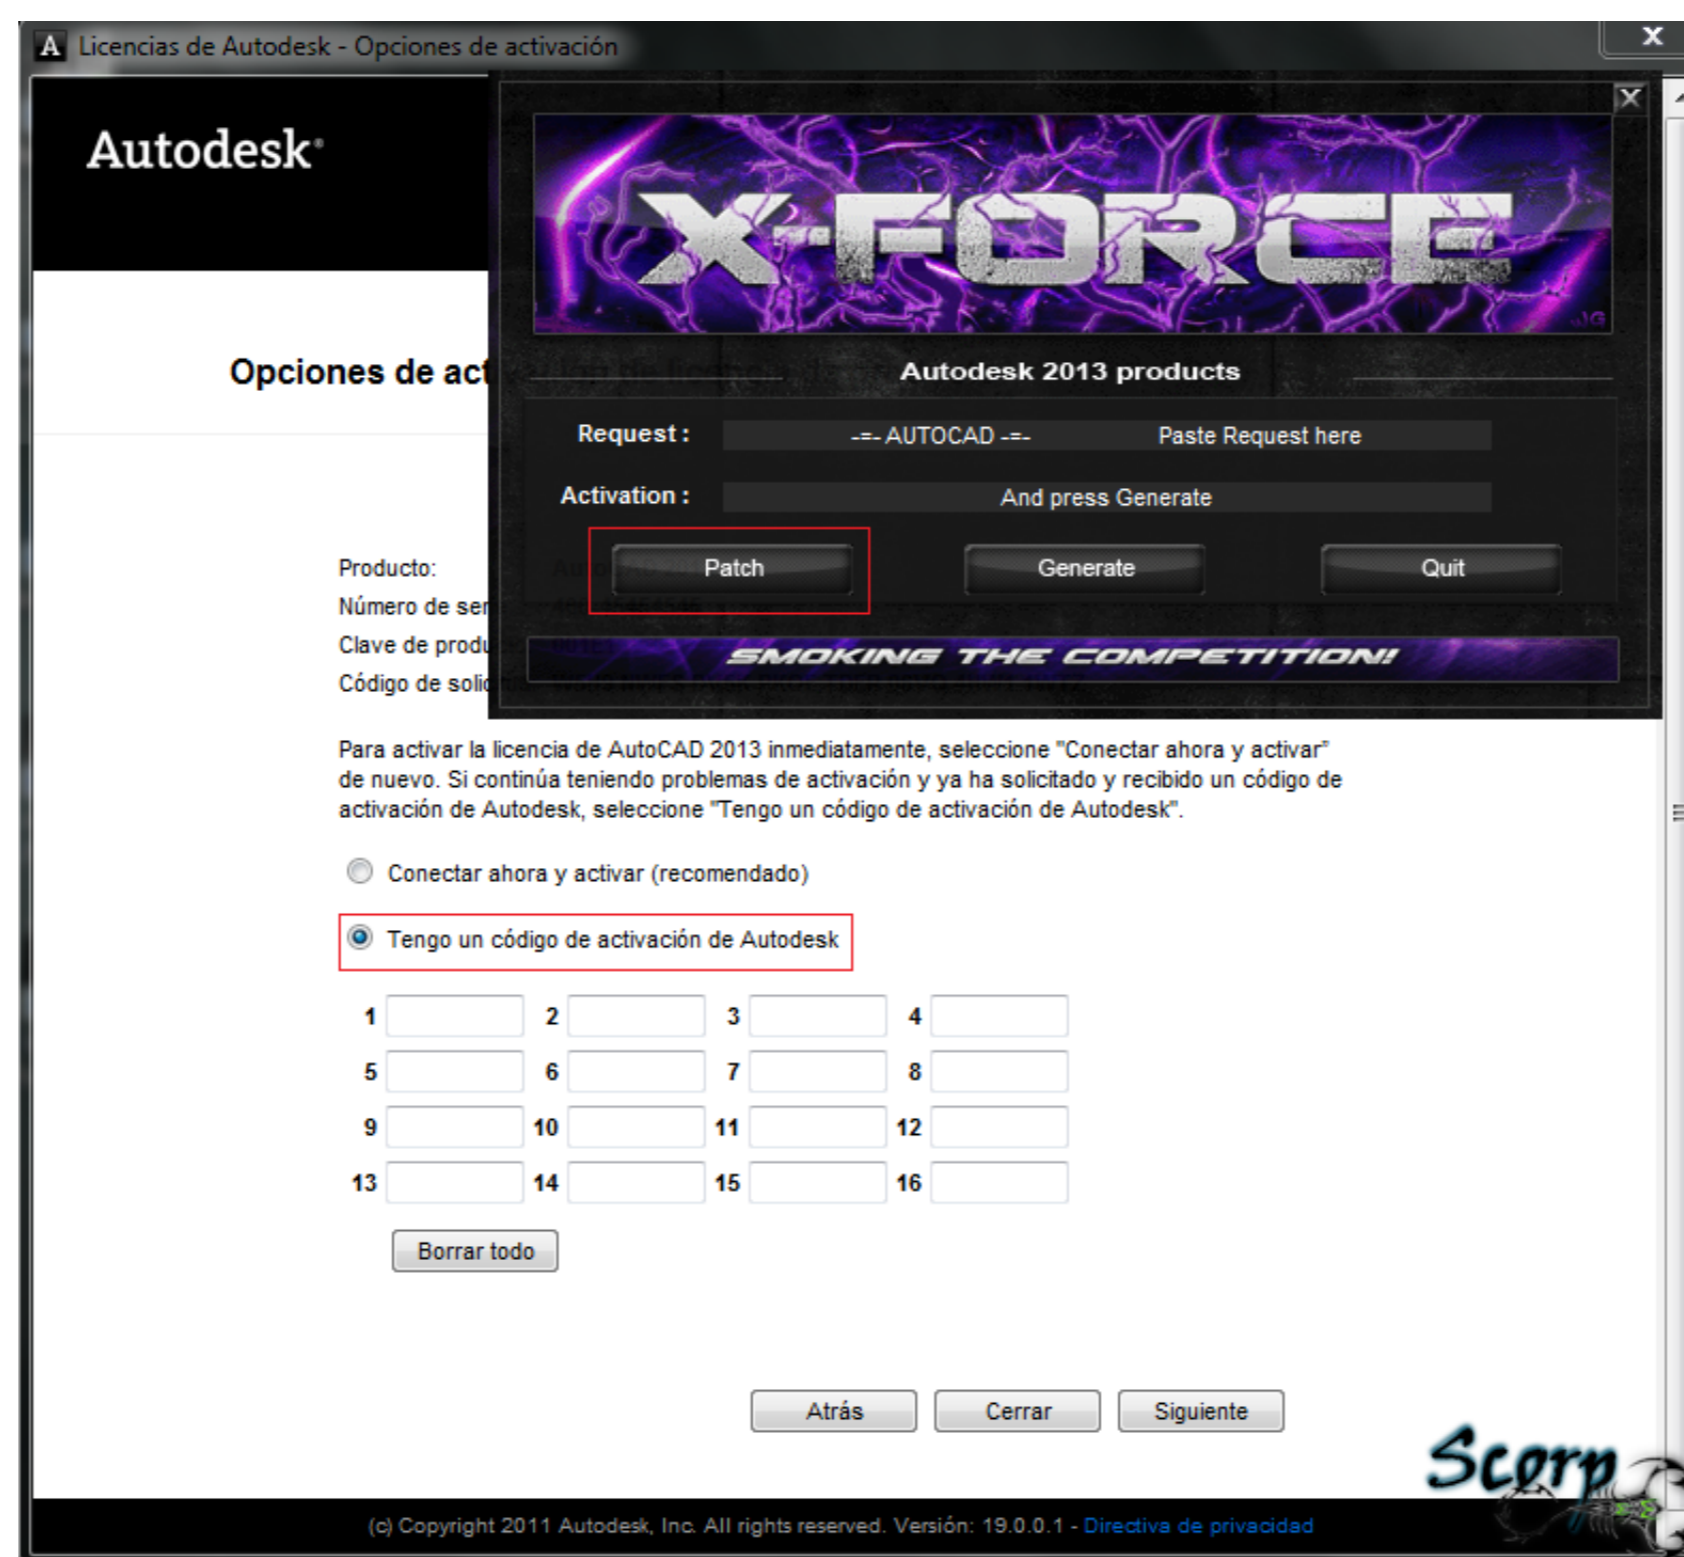 Licencias de Autodesk - Opciones de activación
Autodesk
X-FORCE
JG
Opciones de act
Autodesk 2013 products
Request :
-=- AUTOCAD -=- Paste Request here
Activation :
And press Generate
Patch
Generate
Quit
SMOKING THE COMPETITION!
Producto:
Número de ser
Clave de produ
Código de solic
Para activar la licencia de AutoCAD 2013 inmediatamente, seleccione "Conectar ahora y activar"
de nuevo. Si continúa teniendo problemas de activación y ya ha solicitado y recibido un código de
activación de Autodesk, seleccione "Tengo un código de activación de Autodesk".
Conectar ahora y activar (recomendado)
Tengo un código de activación de Autodesk
1 2 3 4
5 6 7 8
9 10 11 12
13 14 15 16
Borrar todo
Atrás Cerrar Siguiente
Scorp
(c) Copyright 2011 Autodesk, Inc. All rights reserved. Versión: 19.0.0.1 - Directiva de privacidad